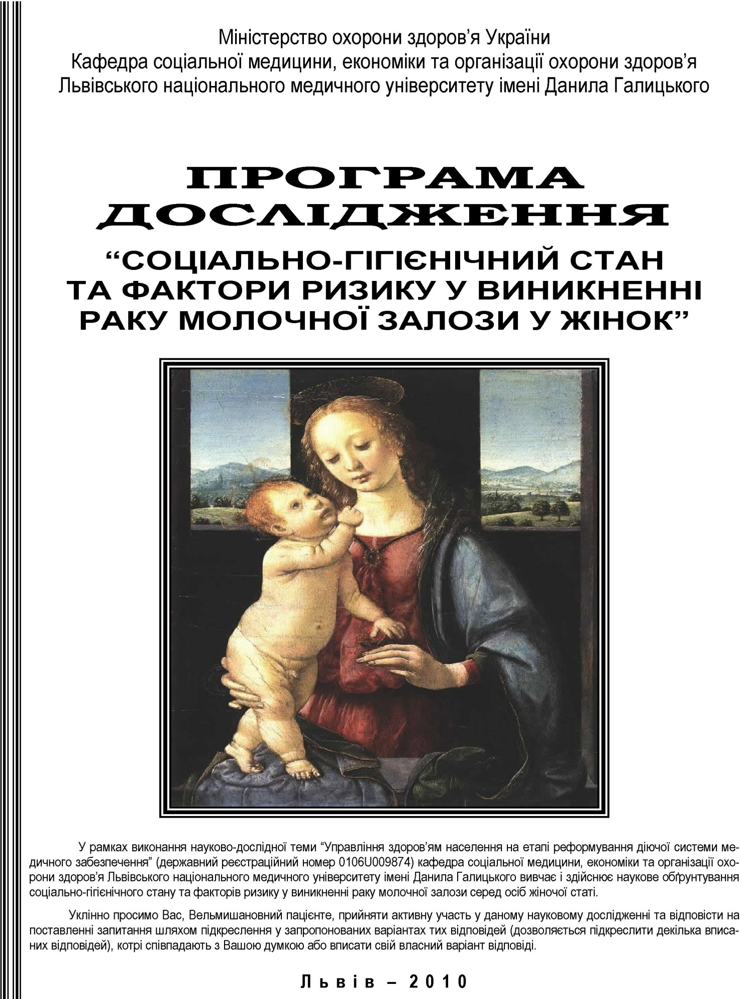 Міністерство охорони здоров’я України
Кафедра соціальної медицини, економіки та організації охорони здоров’я
Львівського національного медичного університету імені Данила Галицького
ПРОГРАМА
ДОСЛІДЖЕННЯ
“СОЦІАЛЬНО-ГІГІЄНІЧНИЙ СТАН
ТА ФАКТОРИ РИЗИКУ У ВИНИКНЕННІ
РАКУ МОЛОЧНОЇ ЗАЛОЗИ У ЖІНОК”
У рамках виконання науково-дослідної теми “Управління здоров’ям населення на етапі реформування діючої системи ме-
дичного забезпечення” (державний реєстраційний номер 0106U009874) кафедра соціальної медицини, економіки та організації охо-
рони здоров’я Львівського національного медичного університету імені Данила Галицького вивчає і здійснює наукове обґрунтування
соціально-гігієнічного стану та факторів ризику у виникненні раку молочної залози серед осіб жіночої статі.
Уклінно просимо Вас, Вельмишановний пацієнте, прийняти активну участь у даному науковому дослідженні та відповісти на
поставленні запитання шляхом підкреслення у запропонованих варіантах тих відповідей (дозволяється підкреслити декілька вписа-
них відповідей), котрі співпадають з Вашою думкою або вписати свій власний варіант відповіді.
Львів – 2010